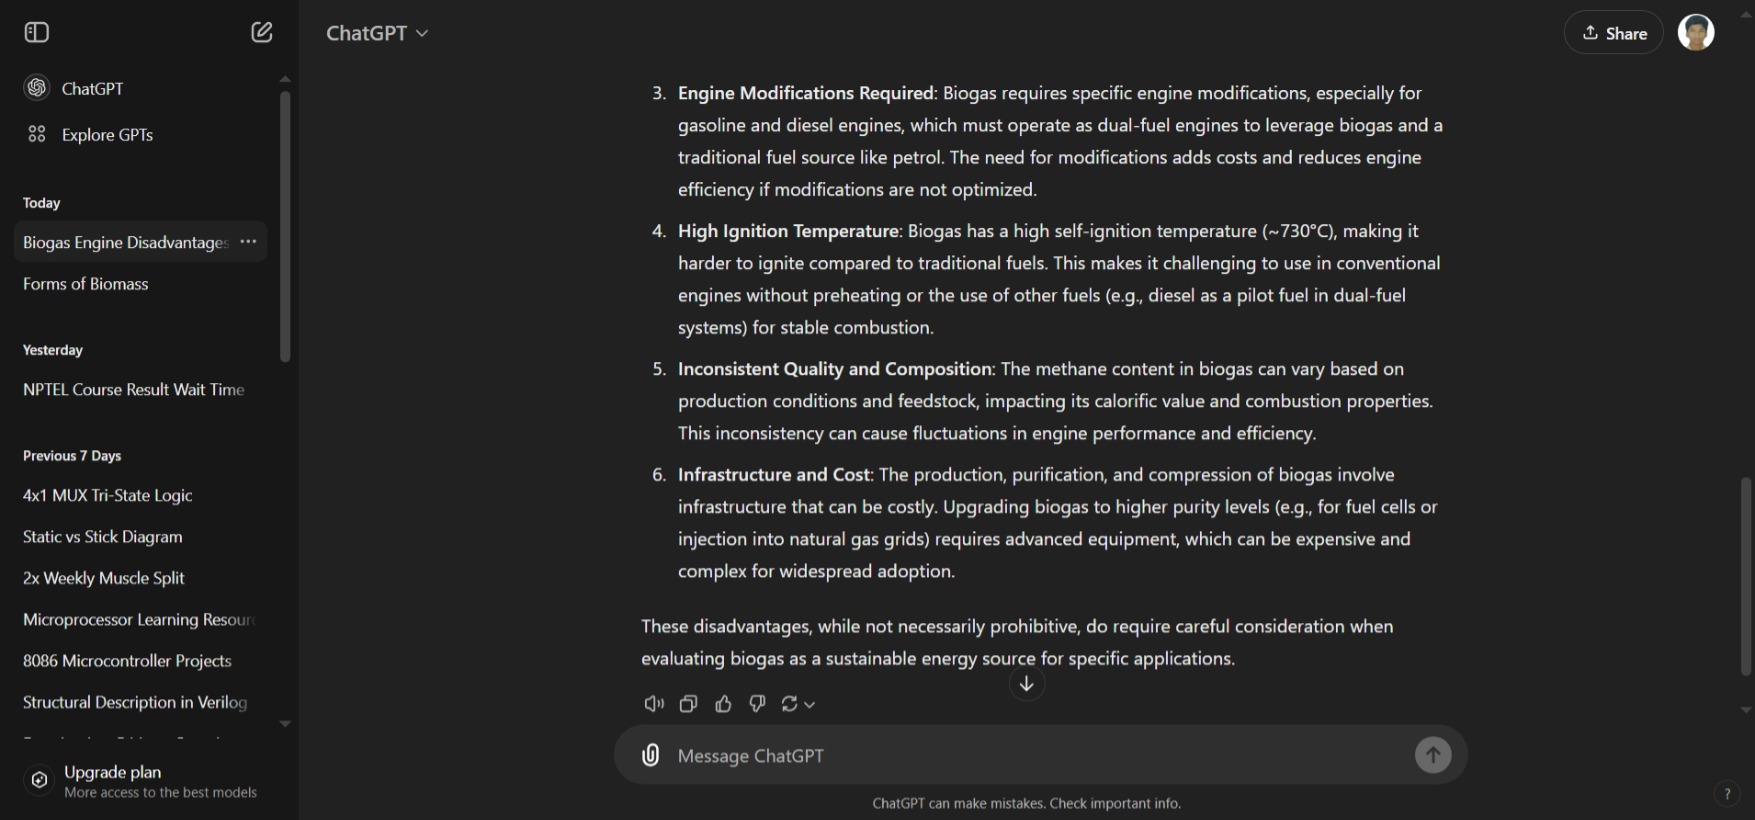 ChatGPT
Explore GPTs
Today
Biogas Engine Disadvantages
Forms of Biomass
Yesterday
NPTEL Course Result Wait Time
Previous 7 Days
4x1 MUX Tri-State Logic
Static vs Stick Diagram
2x Weekly Muscle Split
Microprocessor Learning Resour
8086 Microcontroller Projects
Structural Description in Verilog
Upgrade plan
More access to the best models
ChatGPT
Share
3. Engine Modifications Required: Biogas requires specific engine modifications, especially for
gasoline and diesel engines, which must operate as dual-fuel engines to leverage biogas and a
traditional fuel source like petrol. The need for modifications adds costs and reduces engine
efficiency if modifications are not optimized.
4. High Ignition Temperature: Biogas has a high self-ignition temperature (~730°C), making it
harder to ignite compared to traditional fuels. This makes it challenging to use in conventional
engines without preheating or the use of other fuels (e.g., diesel as a pilot fuel in dual-fuel
systems) for stable combustion.
5. Inconsistent Quality and Composition: The methane content in biogas can vary based on
production conditions and feedstock, impacting its calorific value and combustion properties.
This inconsistency can cause fluctuations in engine performance and efficiency.
6. Infrastructure and Cost: The production, purification, and compression of biogas involve
infrastructure that can be costly. Upgrading biogas to higher purity levels (e.g., for fuel cells or
injection into natural gas grids) requires advanced equipment, which can be expensive and
complex for widespread adoption.
These disadvantages, while not necessarily prohibitive, do require careful consideration when
evaluating biogas as a sustainable energy source for specific applications.
Message ChatGPT
ChatGPT can make mistakes. Check important info.
?